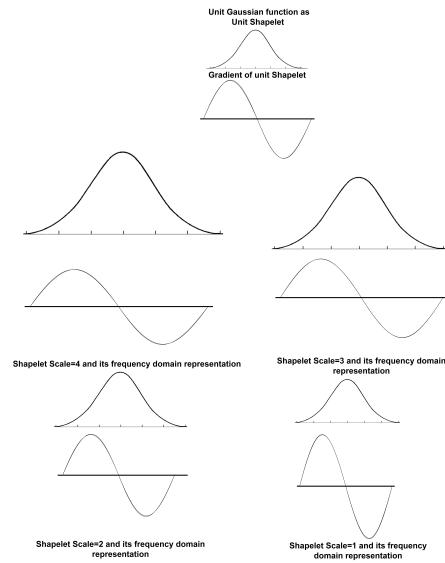 Unit Gaussian function as
Unit Shapelet
Gradient of unit Shapelet
Shapelet Scale=4 and its frequency domain representation
Shapelet Scale=3 and its frequency domain
representation
Shapelet Scale=2 and its frequency domain
representation
Shapelet Scale=1 and its frequency
domain representation